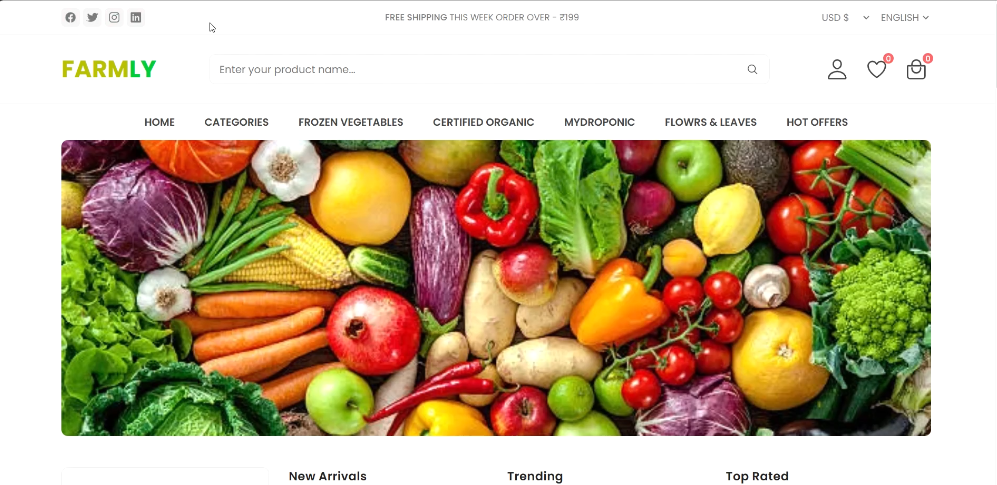 FREE SHIPPING THIS WEEK ORDER OVER - ₹199
USD $
ENGLISH
FARMLY
Enter your product name...
0
0
HOME
CATEGORIES
FROZEN VEGETABLES
CERTIFIED ORGANIC
MYDROPONIC
FLOWRS & LEAVES
HOT OFFERS
New Arrivals
Trending
Top Rated